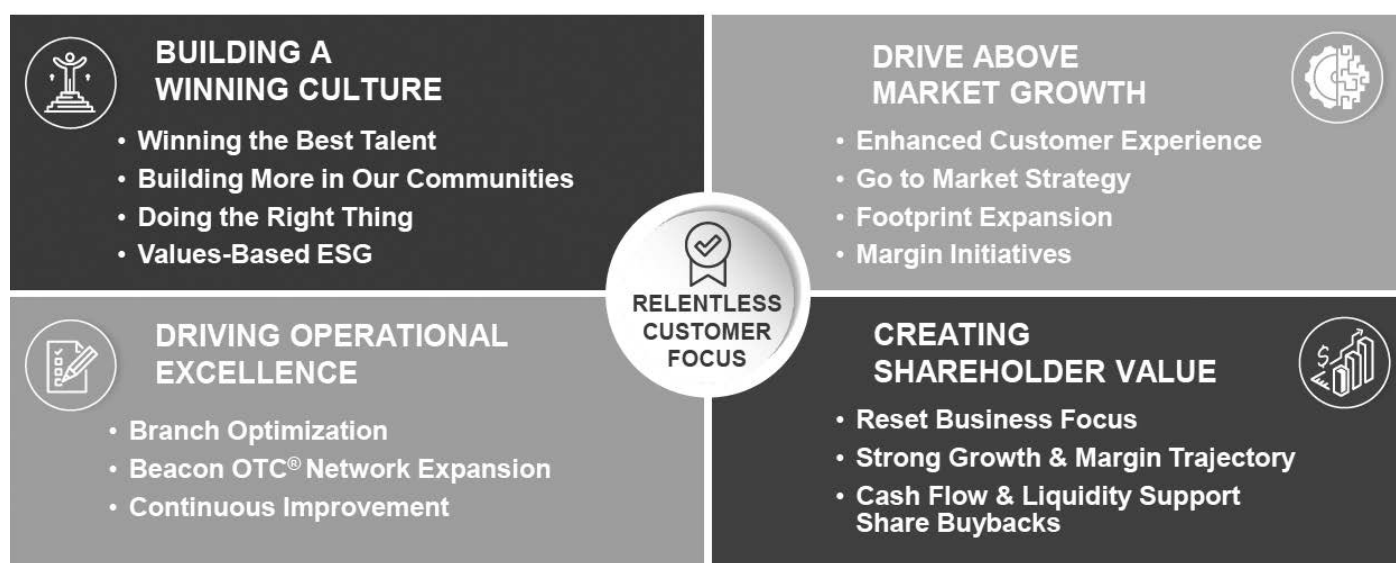 BUILDING A
WINNING CULTURE
• Winning the Best Talent
• Building More in Our Communities
• Doing the Right Thing
• Values-Based ESG
DRIVE ABOVE
MARKET GROWTH
• Enhanced Customer Experience
• Go to Market Strategy
• Footprint Expansion
• Margin Initiatives
RELENTLESS
CUSTOMER
FOCUS
DRIVING OPERATIONAL
EXCELLENCE
• Branch Optimization
• Beacon OTC® Network Expansion
• Continuous Improvement
CREATING
SHAREHOLDER VALUE
• Reset Business Focus
• Strong Growth & Margin Trajectory
• Cash Flow & Liquidity Support
Share Buybacks
$